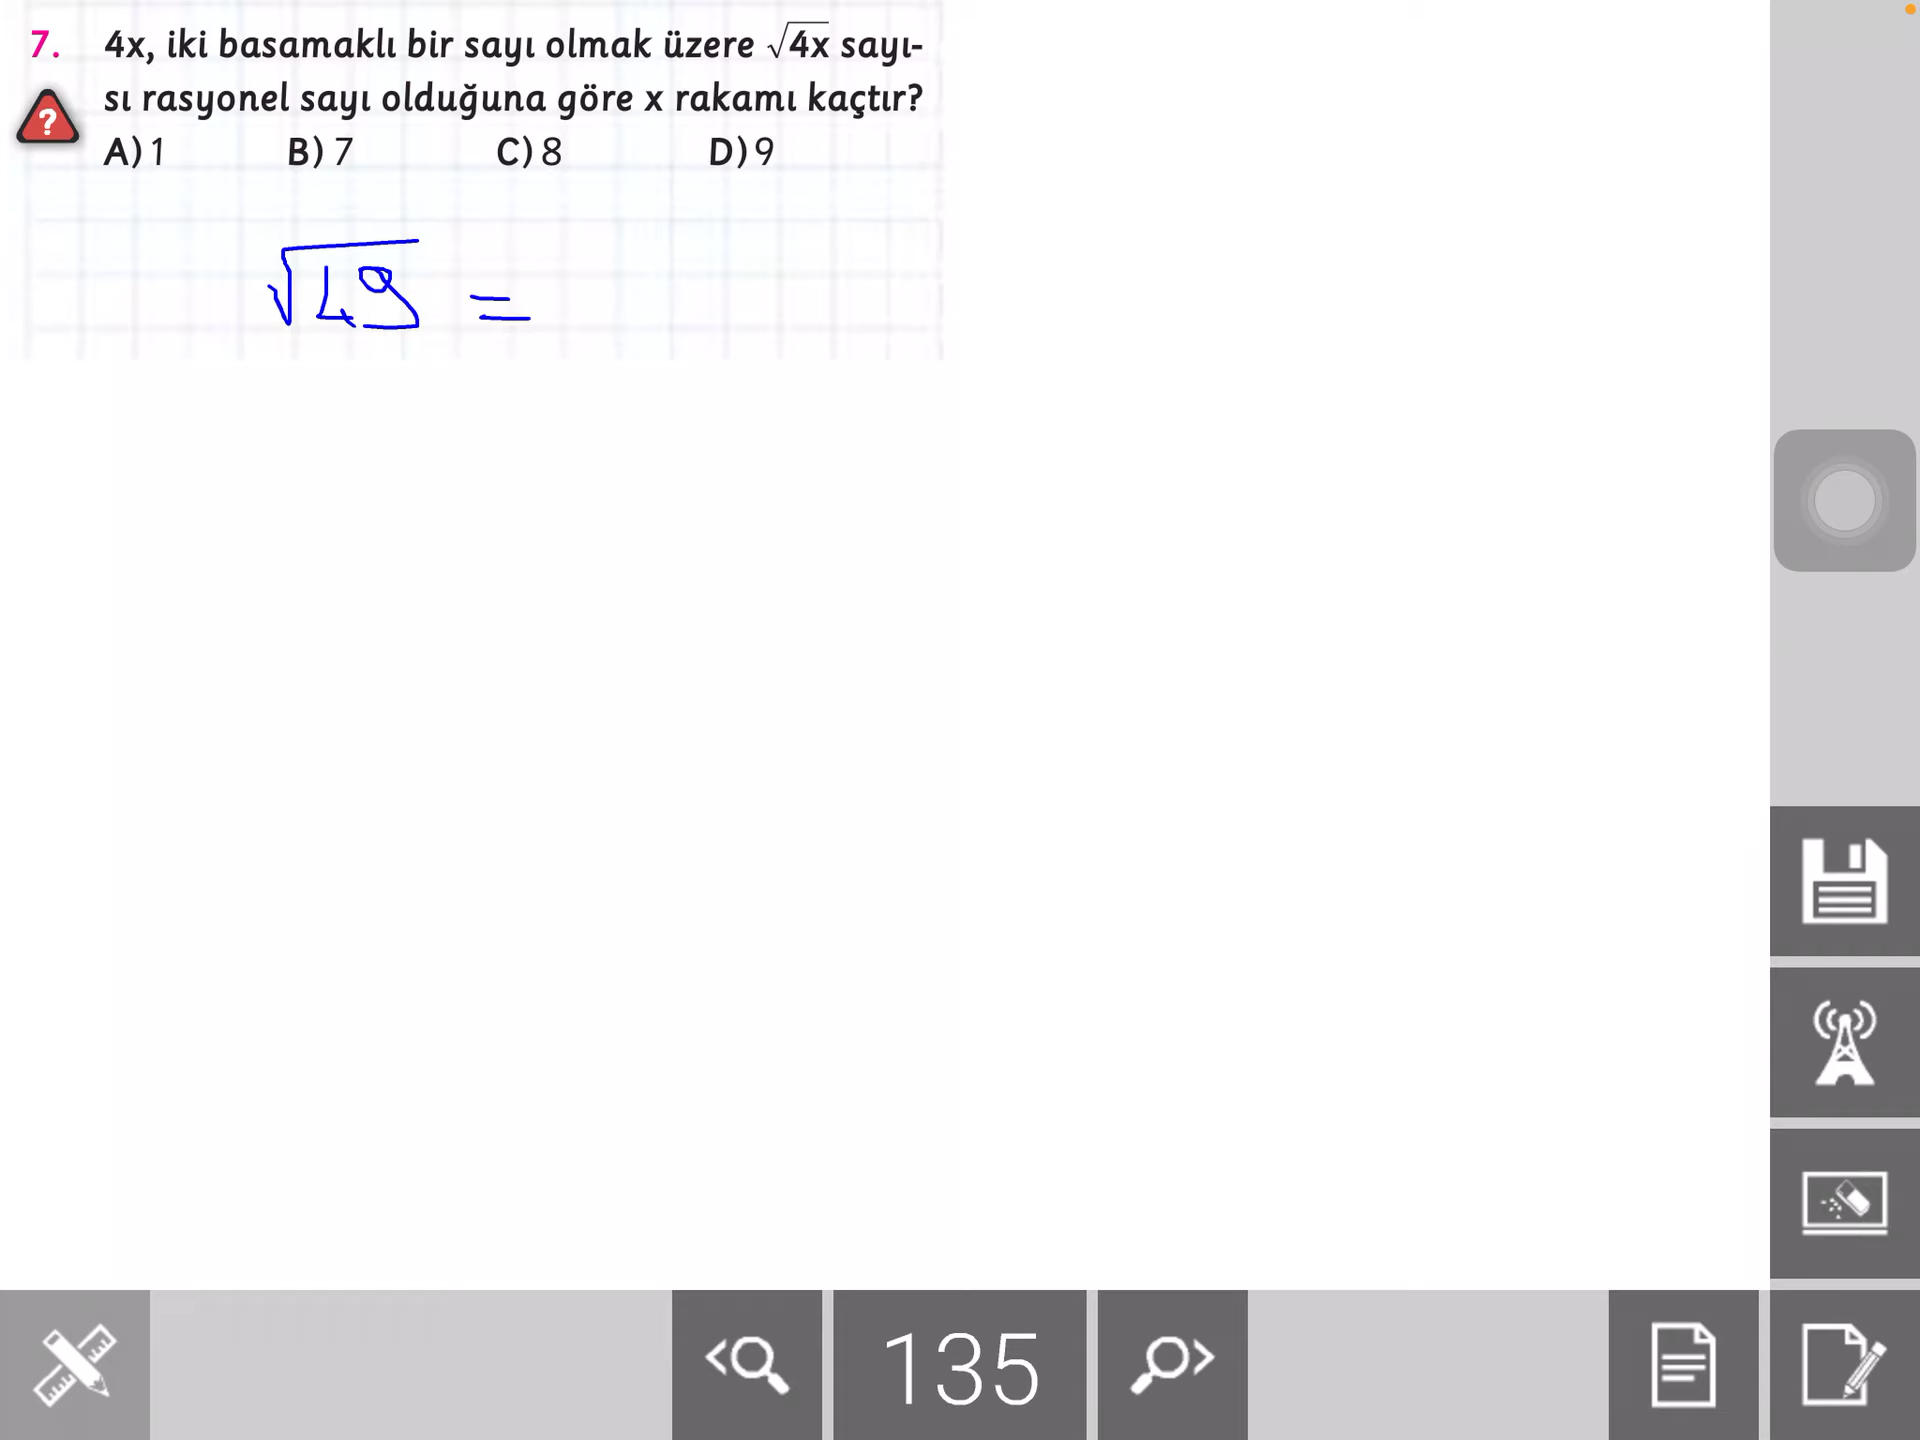 7. 4x, iki basamaklı bir sayı olmak üzere √4x sayı-
sı rasyonel sayı olduğuna göre x rakamı kaçtır?
A) 1 B) 7 C) 8 D) 9
√49 =
135